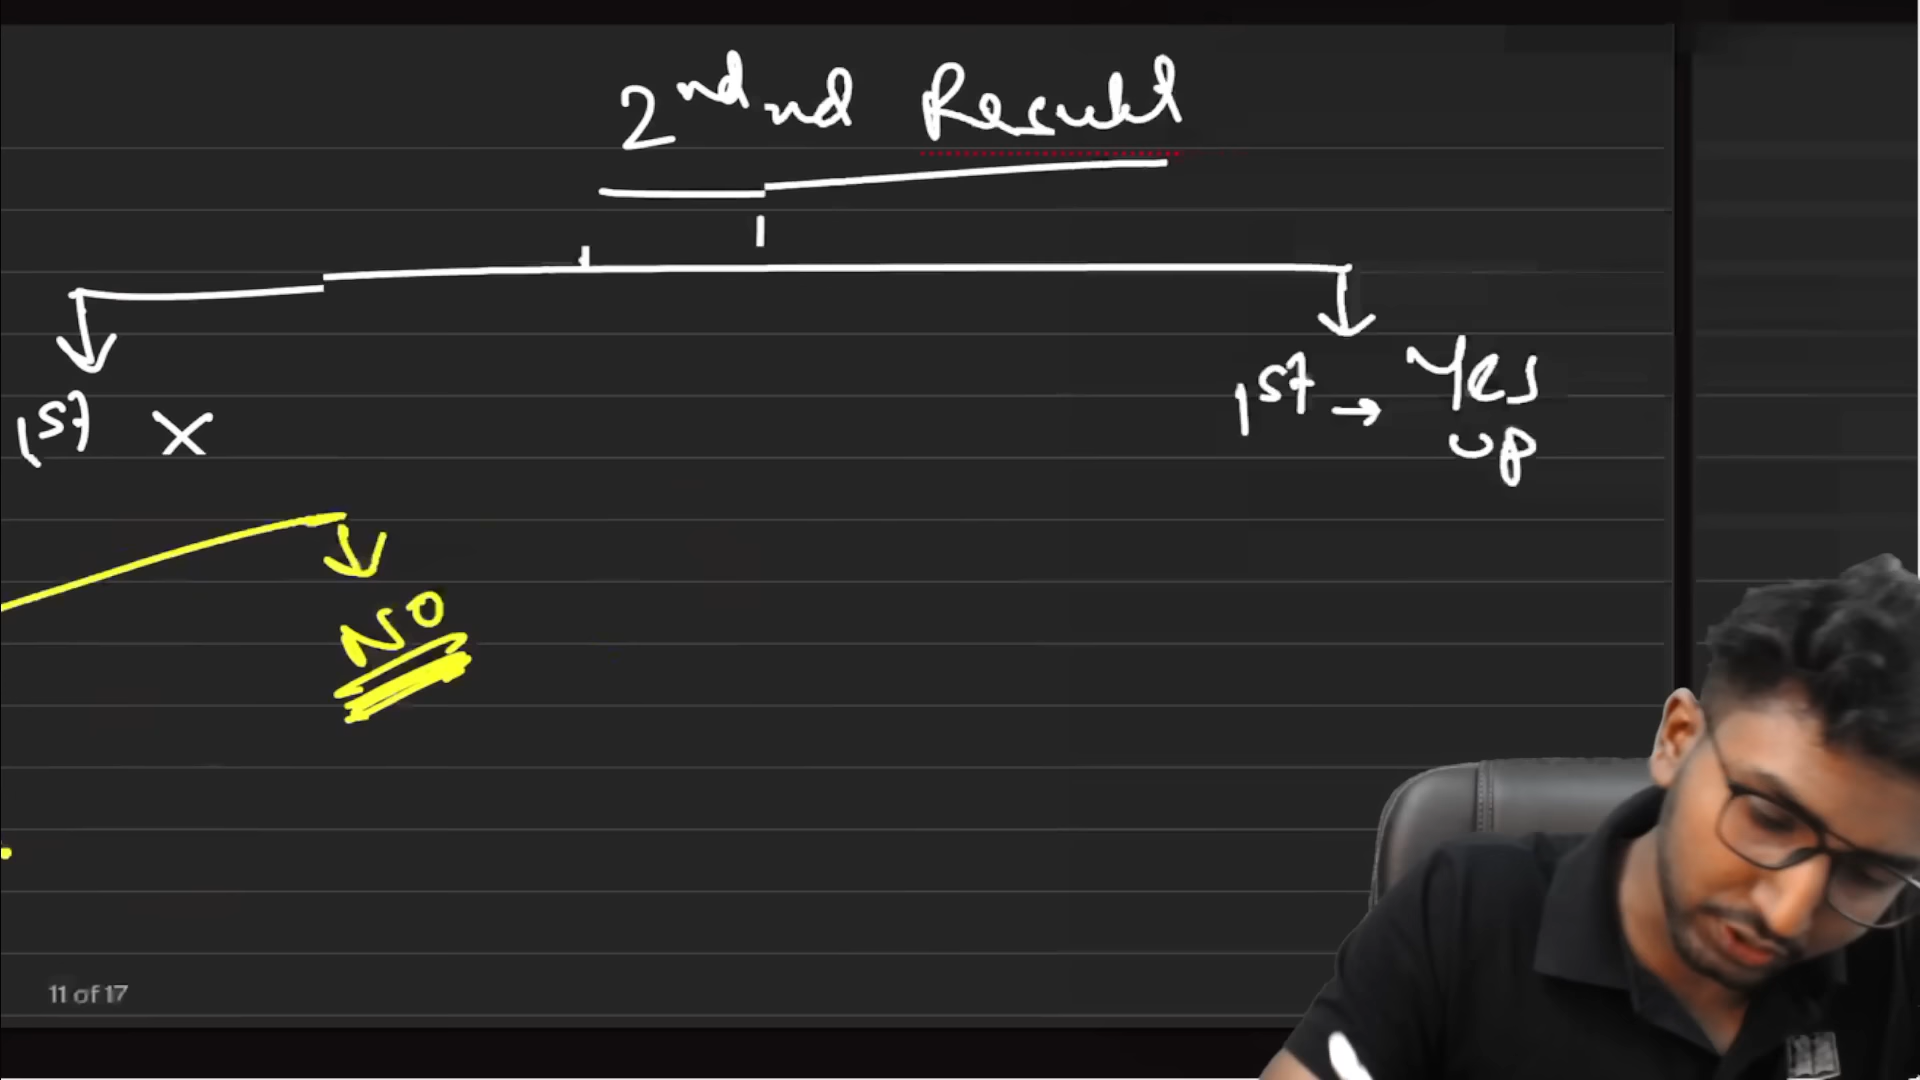 2nd nd Result
1st X
1st → Yes
up
NO
11 of 17